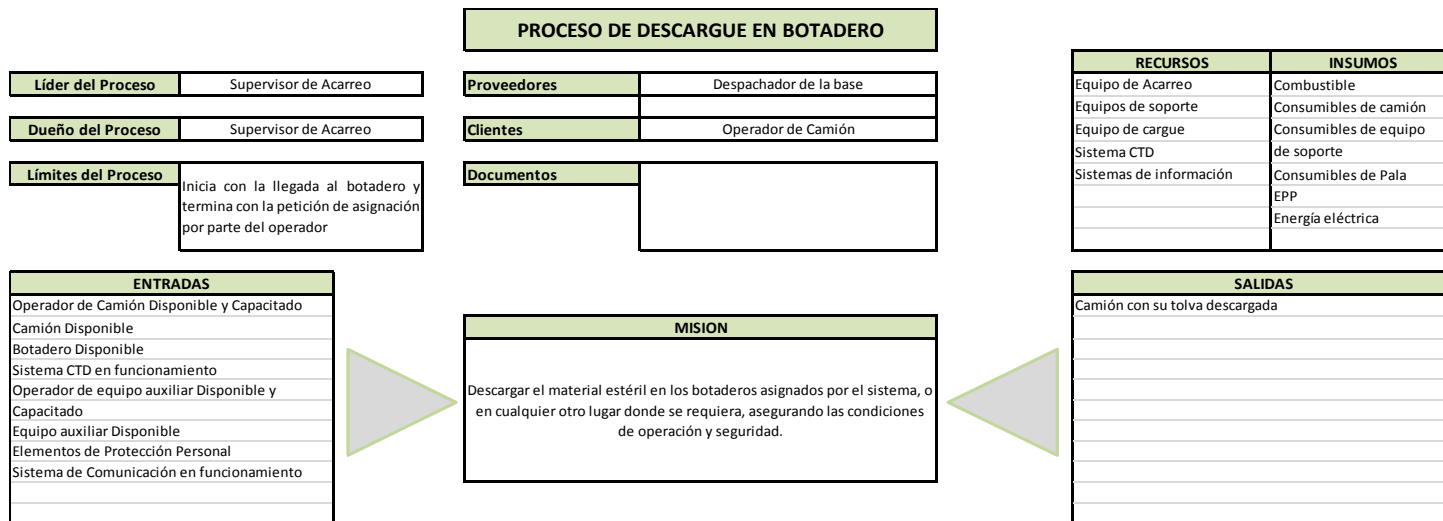 PROCESO DE DESCARGUE EN BOTADERO
Líder del Proceso
Supervisor de Acarreo
Dueño del Proceso
Supervisor de Acarreo
Límites del Proceso
Inicia con la llegada al botadero y
termina con la petición de asignación
por parte del operador
Proveedores
Despachador de la base
Clientes
Operador de Camión
Documentos
RECURSOS
Equipo de Acarreo
Equipos de soporte
Equipo de cargue
Sistema CTD
Sistemas de información
INSUMOS
Combustible
Consumibles de camión
Consumibles de equipo
de soporte
Consumibles de Pala
EPP
Energía eléctrica
ENTRADAS
Operador de Camión Disponible y Capacitado
Camión Disponible
Botadero Disponible
Sistema CTD en funcionamiento
Operador de equipo auxiliar Disponible y
Capacitado
Equipo auxiliar Disponible
Elementos de Protección Personal
Sistema de Comunicación en funcionamiento
MISION
Descargar el material estéril en los botaderos asignados por el sistema, o
en cualquier otro lugar donde se requiera, asegurando las condiciones
de operación y seguridad.
SALIDAS
Camión con su tolva descargada